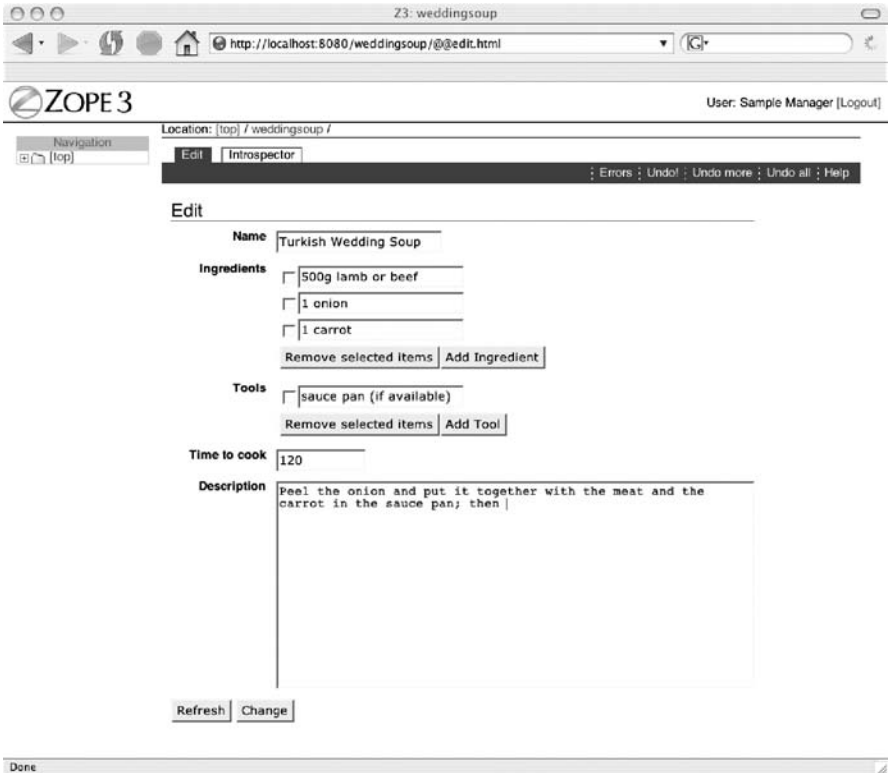 Z3: weddingsoup
http://localhost:8080/weddingsoup/@@edit.html
G
ZOPE 3
User: Sample Manager [Logout]
Navigation
[top]
Location: [top] / weddingsoup /
Edit Introspector
Errors Undo! Undo more Undo all Help
Edit
Name Turkish Wedding Soup
Ingredients 500g lamb or beef
1 onion
1 carrot
Remove selected items Add Ingredient
Tools sauce pan (if available)
Remove selected items Add Tool
Time to cook 120
Description Peel the onion and put it together with the meat and the
carrot in the sauce pan; then
Refresh Change
Done